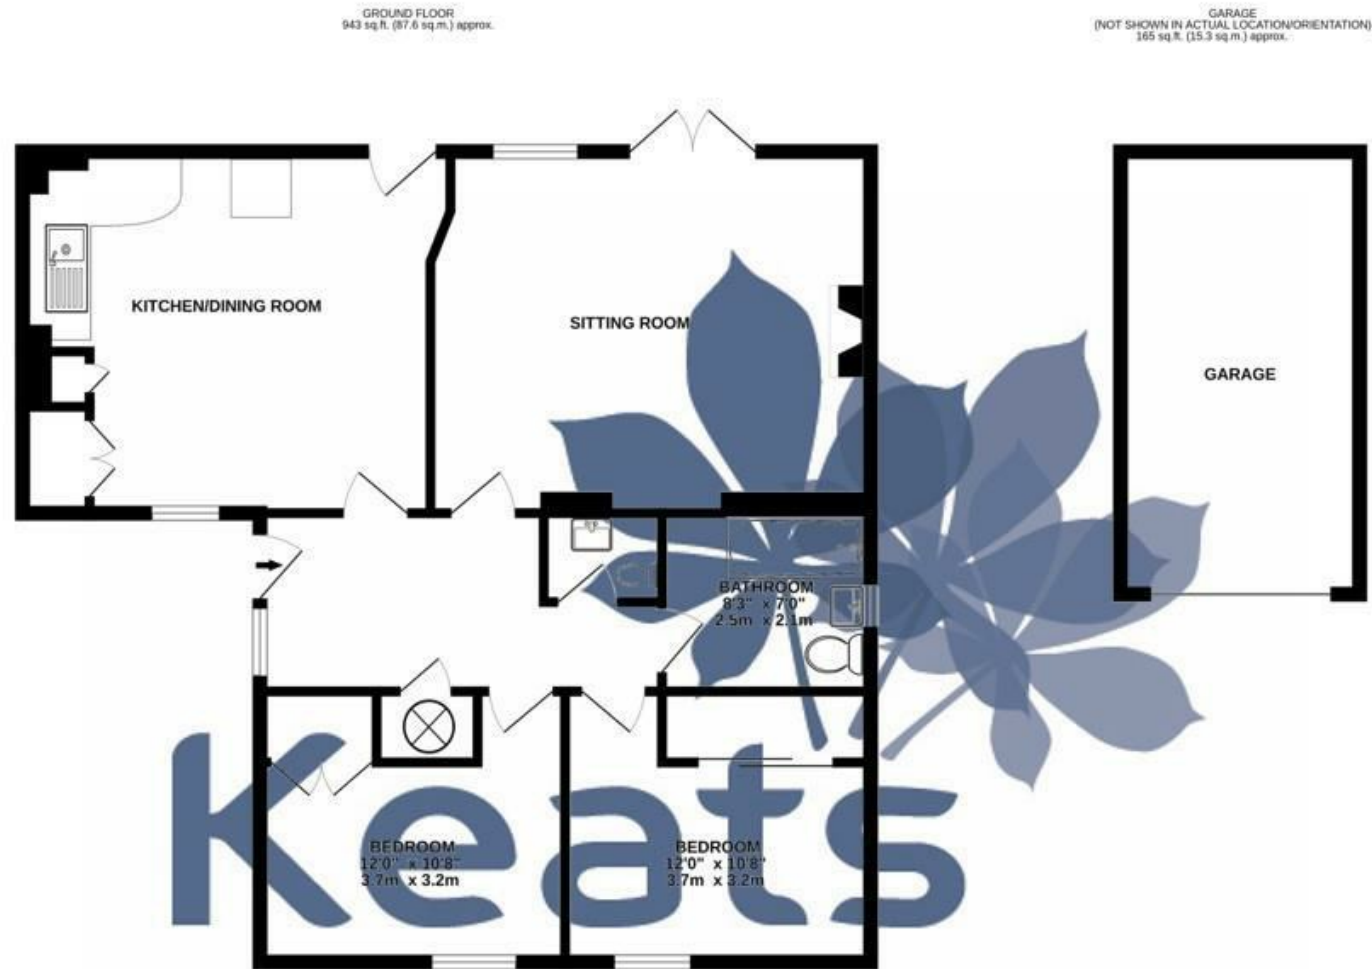 GROUND FLOOR
943 sq.ft. (87.6 sq.m.) approx.
GARAGE
(NOT SHOWN IN ACTUAL LOCATION/ORIENTATION)
165 sq.ft. (15.3 sq.m.) approx.
KITCHEN/DINING ROOM
SITTING ROOM
GARAGE
BATHROOM
8'3" x 7'0"
2.5m x 2.1m
BEDROOM
12'0" x 10'8"
3.7m x 3.2m
BEDROOM
12'0" x 10'8"
3.7m x 3.2m
Keats